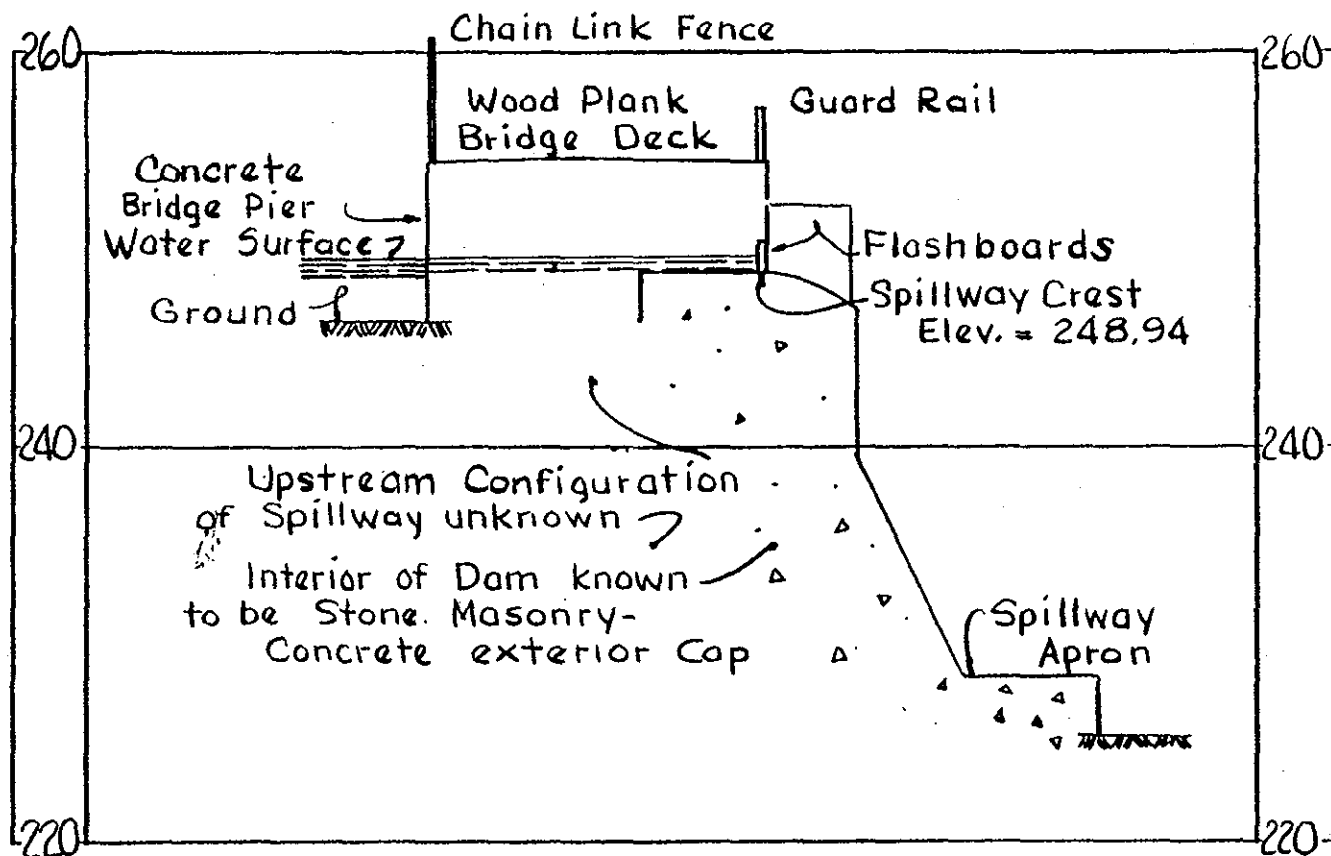 Chain Link Fence
260
260
Wood Plank
Bridge Deck
Guard Rail
Concrete
Bridge Pier
Water Surface
Flashboards
Ground
Spillway Crest
Elev. = 248.94
240
240
Upstream Configuration
of Spillway unknown
Interior of Dam known
to be Stone. Masonry-
Concrete exterior Cap
Spillway
Apron
220
220